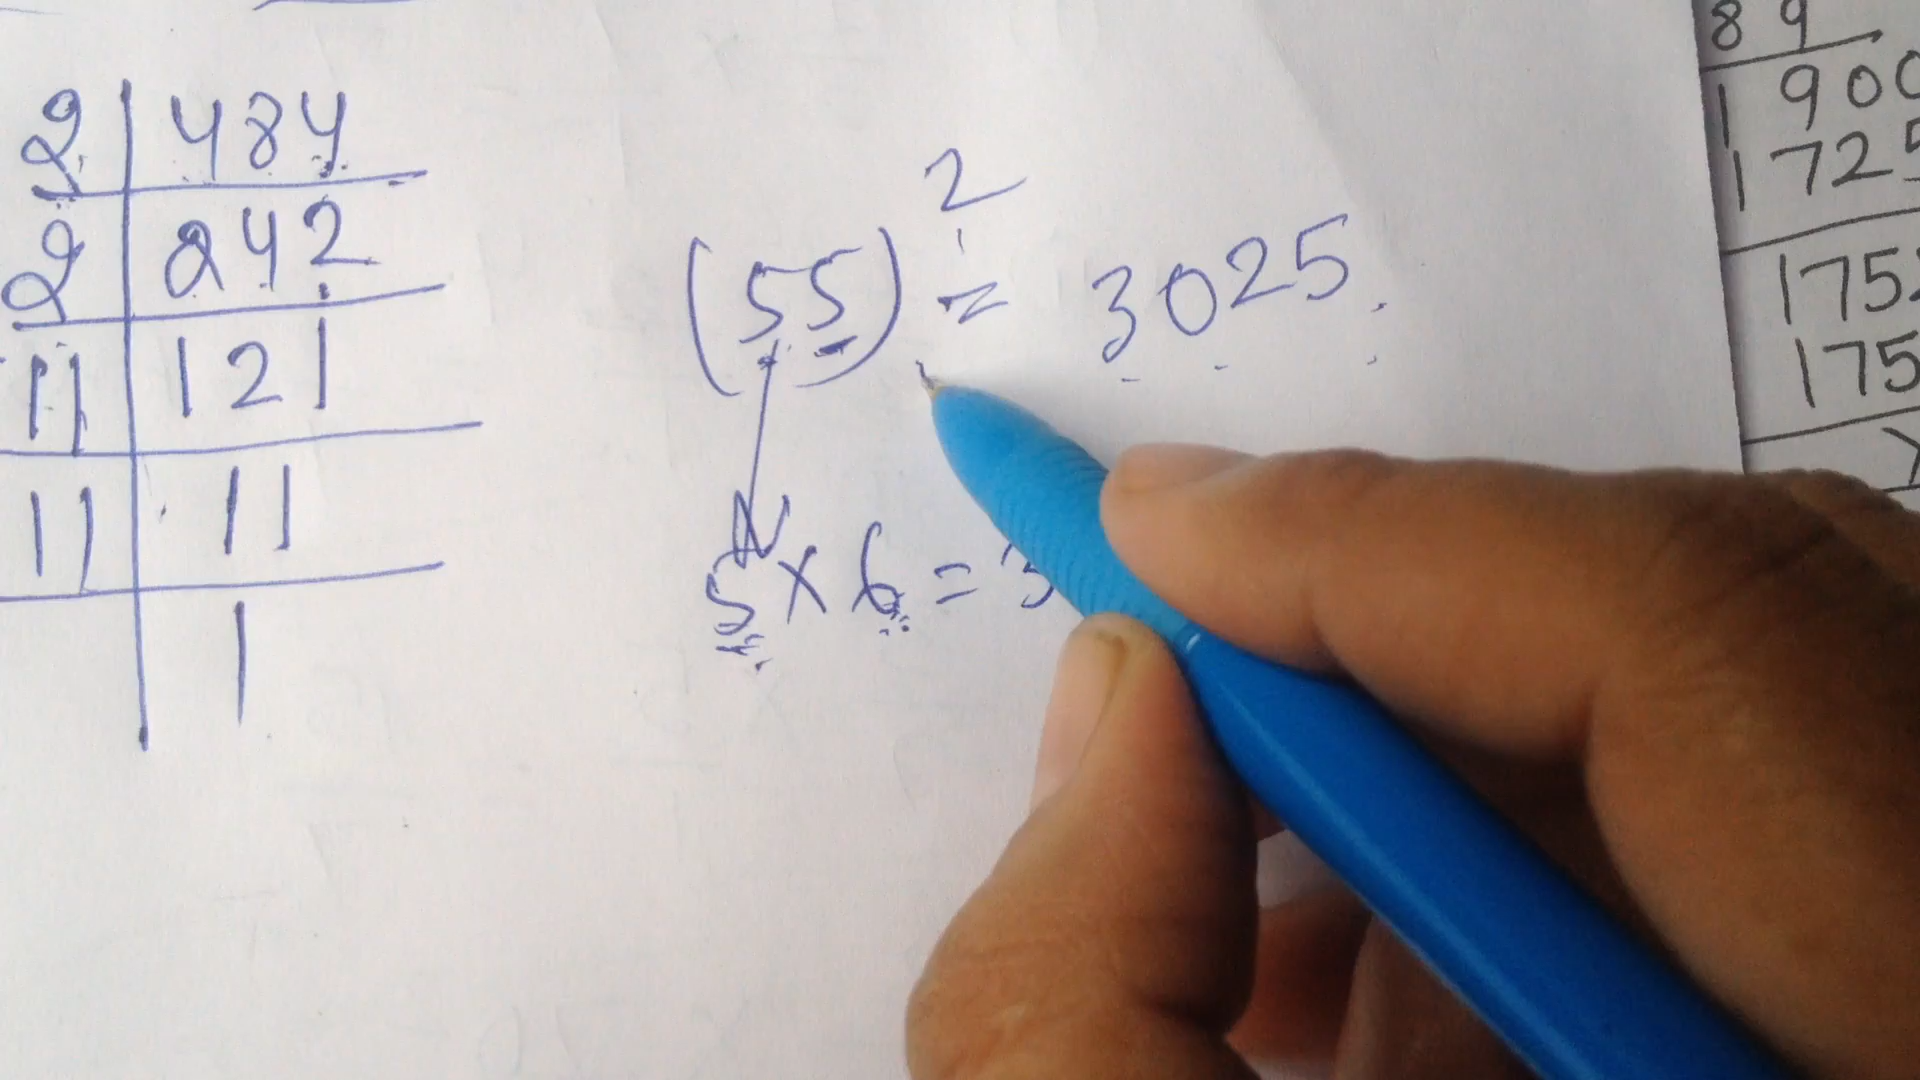 2 | 484
2 | 242
11 | 121
11 | 11
1
(55)² = 3025
5 × 6 = 3
89
1900
1725
175
175